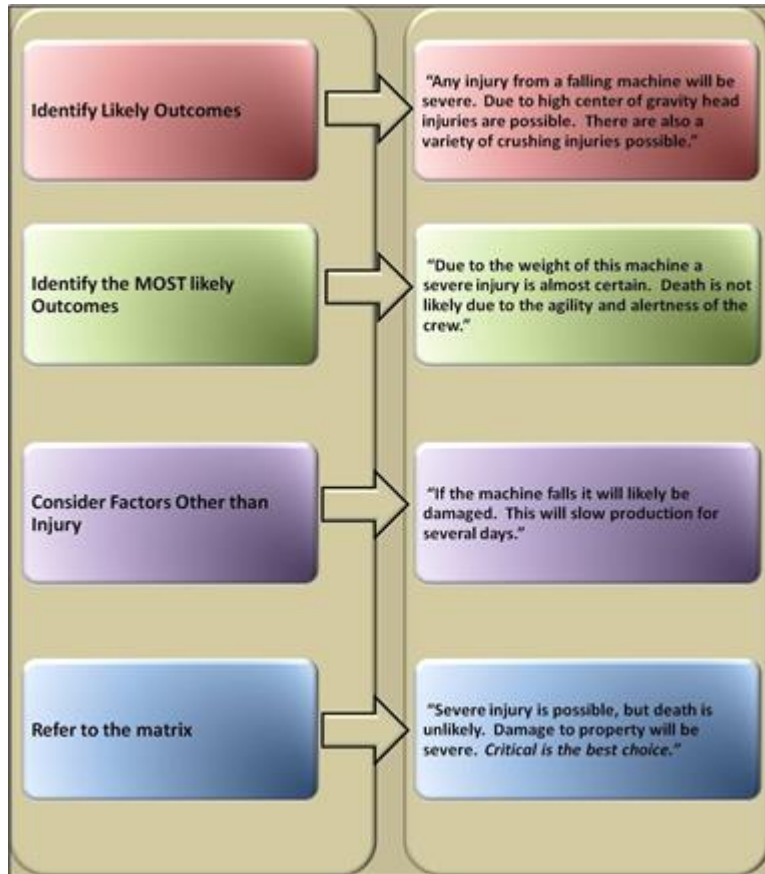 Identify Likely Outcomes
"Any injury from a falling machine will be
severe. Due to high center of gravity head
injuries are possible. There are also a
variety of crushing injuries possible."
Identify the MOST likely
Outcomes
"Due to the weight of this machine a
severe injury is almost certain. Death is not
likely due to the agility and alertness of the
crew."
Consider Factors Other than
Injury
"If the machine falls it will likely be
damaged. This will slow production for
several days."
Refer to the matrix
"Severe injury is possible, but death is
unlikely. Damage to property will be
severe. Critical is the best choice."